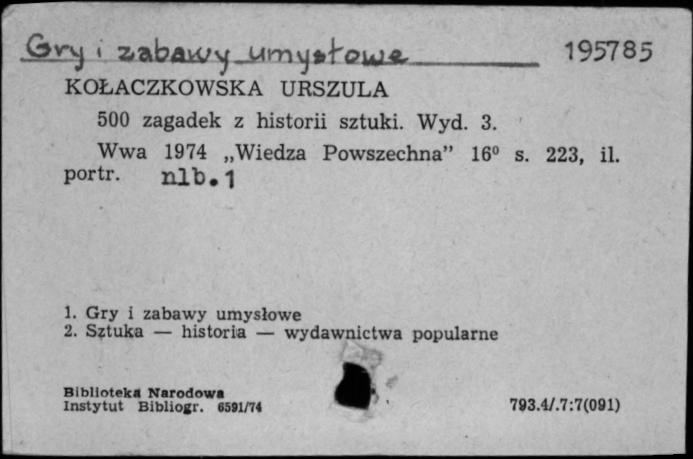 Gry i zabawy umysłowe 195785
KOŁACZKOWSKA URSZULA
500 zagadek z historii sztuki. Wyd. 3.
Wwa 1974 „Wiedza Powszechna” 16⁰ s. 223, il.
portr. nlb.1
1. Gry i zabawy umysłowe
2. Sztuka — historia — wydawnictwa popularne
Biblioteka Narodowa
Instytut Bibliogr. 6591/74 793.4/.7:7(091)